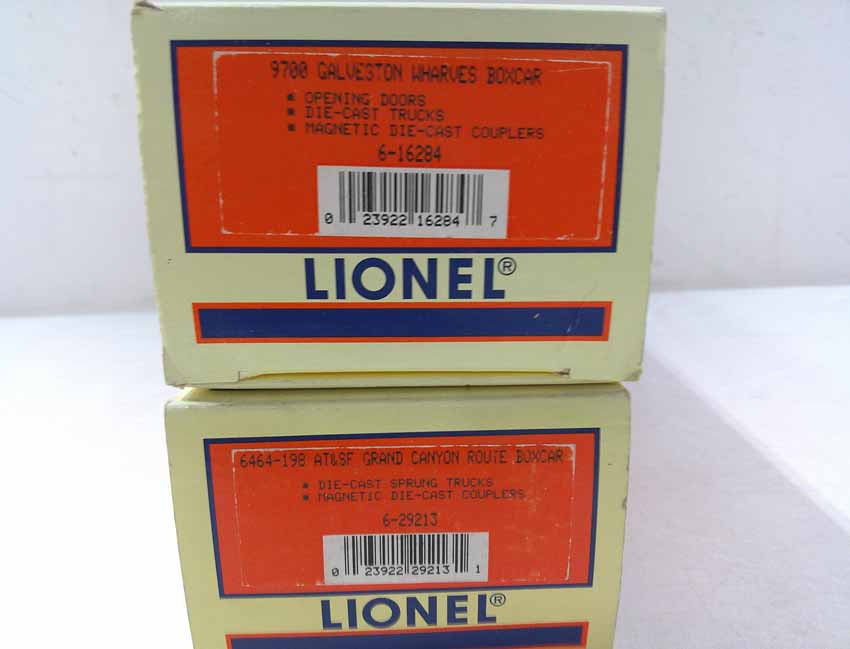 9700 GALVESTON WHARVES BOXCAR
▪ OPENING DOORS
▪ DIE-CAST TRUCKS
▪ MAGNETIC DIE-CAST COUPLERS
6-16284
0 23922 16284 7
LIONEL®
6464-198 AT&SF GRAND CANYON ROUTE BOXCAR
▪ DIE-CAST SPRUNG TRUCKS
▪ MAGNETIC DIE-CAST COUPLERS
6-29213
0 23922 29213 1
LIONEL®